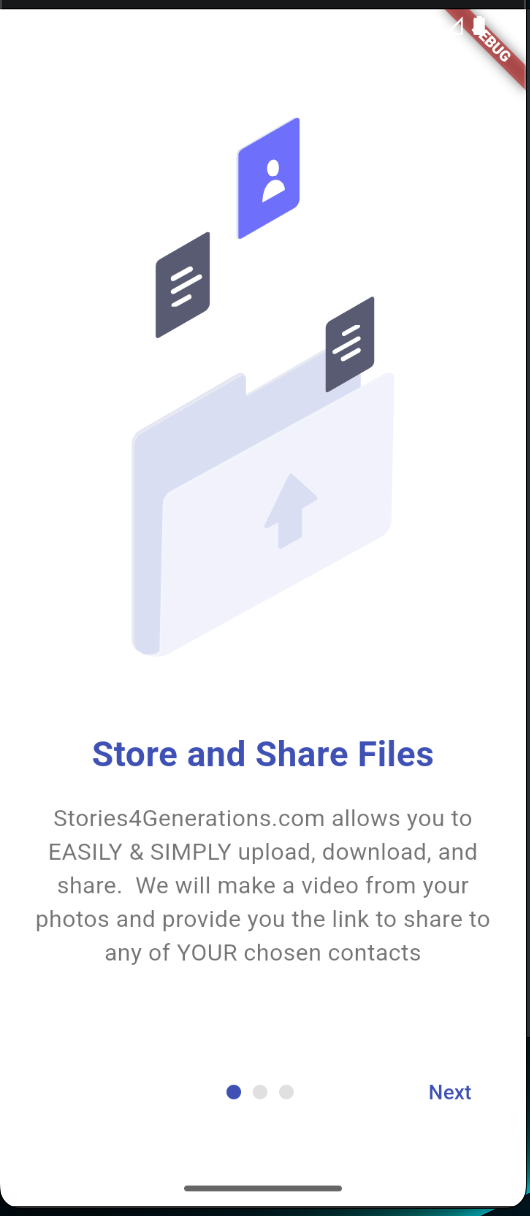 DEBUG
Store and Share Files
Stories4Generations.com allows you to
EASILY & SIMPLY upload, download, and
share.  We will make a video from your
photos and provide you the link to share to
any of YOUR chosen contacts
Next